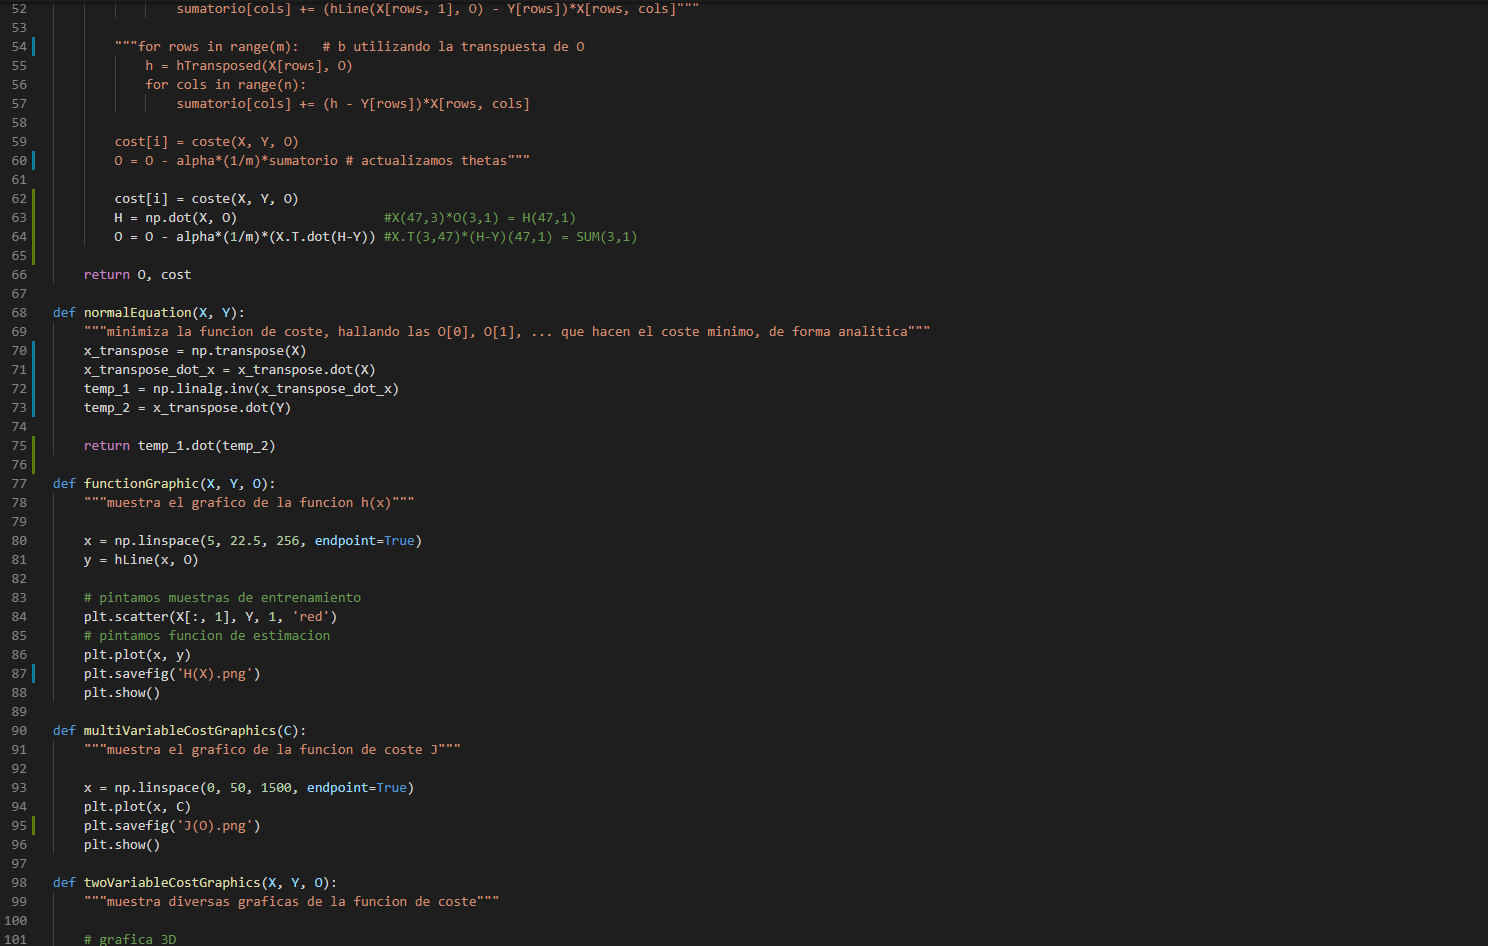 52 sumatorio[cols] += (hLine(X[rows, 1], O) - Y[rows])*X[rows, cols]"""
53
54 """for rows in range(m):   # b utilizando la transpuesta de O
55 h = hTransposed(X[rows], O)
56 for cols in range(n):
57 sumatorio[cols] += (h - Y[rows])*X[rows, cols]
58
59 cost[i] = coste(X, Y, O)
60 O = O - alpha*(1/m)*sumatorio # actualizamos thetas"""
61
62 cost[i] = coste(X, Y, O)
63 H = np.dot(X, O)                   #X(47,3)*O(3,1) = H(47,1)
64 O = O - alpha*(1/m)*(X.T.dot(H-Y)) #X.T(3,47)*(H-Y)(47,1) = SUM(3,1)
65
66 return O, cost
67
68 def normalEquation(X, Y):
69 """minimiza la funcion de coste, hallando las O[0], O[1], ... que hacen el coste minimo, de forma analitica"""
70 x_transpose = np.transpose(X)
71 x_transpose_dot_x = x_transpose.dot(X)
72 temp_1 = np.linalg.inv(x_transpose_dot_x)
73 temp_2 = x_transpose.dot(Y)
74
75 return temp_1.dot(temp_2)
76
77 def functionGraphic(X, Y, O):
78 """muestra el grafico de la funcion h(x)"""
79
80 x = np.linspace(5, 22.5, 256, endpoint=True)
81 y = hLine(x, O)
82
83 # pintamos muestras de entrenamiento
84 plt.scatter(X[:, 1], Y, 1, 'red')
85 # pintamos funcion de estimacion
86 plt.plot(x, y)
87 plt.savefig('H(X).png')
88 plt.show()
89
90 def multiVariableCostGraphics(C):
91 """muestra el grafico de la funcion de coste J"""
92
93 x = np.linspace(0, 50, 1500, endpoint=True)
94 plt.plot(x, C)
95 plt.savefig('J(O).png')
96 plt.show()
97
98 def twoVariableCostGraphics(X, Y, O):
99 """muestra diversas graficas de la funcion de coste"""
100
101 # grafica 3D